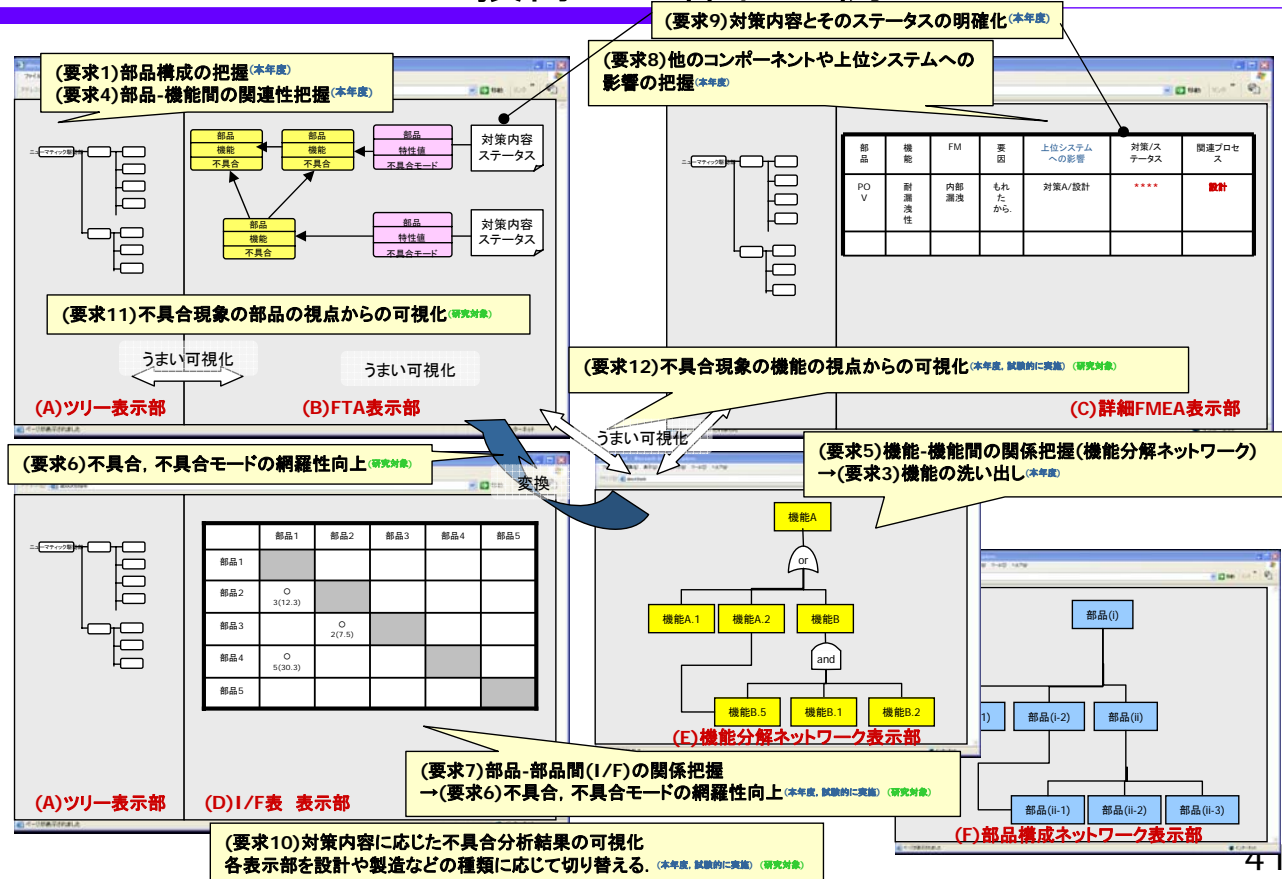 (要求9)対策内容とそのステータスの明確化(本年度)
(要求1)部品構成の把握(本年度)
(要求4)部品-機能間の関連性把握(本年度)
(要求8)他のコンポーネントや上位システムへの
影響の把握(本年度)
部品
機能
不具合
部品
機能
不具合
部品
特性値
不具合モード
対策内容
ステータス
部品
機能
不具合
部品
特性値
不具合モード
対策内容
ステータス
部品
機能
FM
要因
上位システム
への影響
対策/ス
テータス
関連プロセ
ス
PO
V
耐漏洩性
内部
漏洩
もれ
た
から.
対策A/設計
****
設計
(要求11)不具合現象の部品の視点からの可視化(研究対象)
うまい可視化
うまい可視化
(要求12)不具合現象の機能の視点からの可視化(本年度, 試験的に実施) (研究対象)
(A)ツリー表示部
(B)FTA表示部
(C)詳細FMEA表示部
うまい可視化
(要求6)不具合, 不具合モードの網羅性向上(研究対象)
変換
(要求5)機能-機能間の関係把握(機能分解ネットワーク)
→(要求3)機能の洗い出し(本年度)
部品1
部品2
部品3
部品4
部品5
部品1
部品2
○
3(12.3)
部品3
○
2(7.5)
部品4
○
5(30.3)
部品5
機能A
or
機能A.1
機能A.2
機能B
and
機能B.5
機能B.1
機能B.2
(E)機能分解ネットワーク表示部
部品(i)
1)
部品(i-2)
部品(ii)
部品(ii-1)
部品(ii-2)
部品(ii-3)
(F)部品構成ネットワーク表示部
(A)ツリー表示部
(D)I/F表 表示部
(要求7)部品-部品間(I/F)の関係把握
→(要求6)不具合, 不具合モードの網羅性向上(本年度, 試験的に実施) (研究対象)
(要求10)対策内容に応じた不具合分析結果の可視化
各表示部を設計や製造などの種類に応じて切り替える. (本年度, 試験的に実施) (研究対象)
41